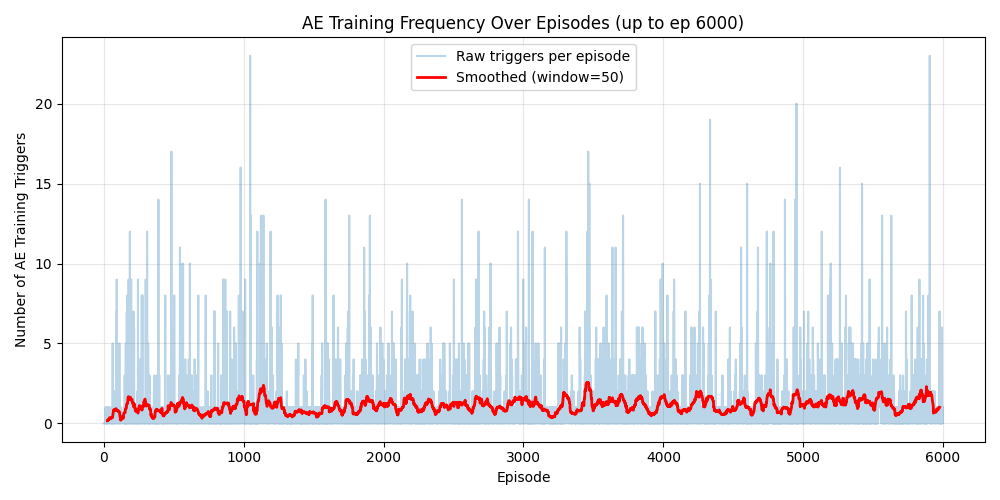 AE Training Frequency Over Episodes (up to ep 6000)
Raw triggers per episode
Smoothed (window=50)
Number of AE Training Triggers
20
15
10
5
0
0 1000 2000 3000 4000 5000 6000
Episode